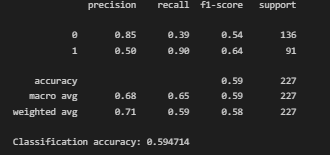 precision recall f1-score support
0 0.85 0.39 0.54 136
1 0.50 0.90 0.64 91
accuracy 0.59 227
macro avg 0.68 0.65 0.59 227
weighted avg 0.71 0.59 0.58 227
Classification accuracy: 0.594714